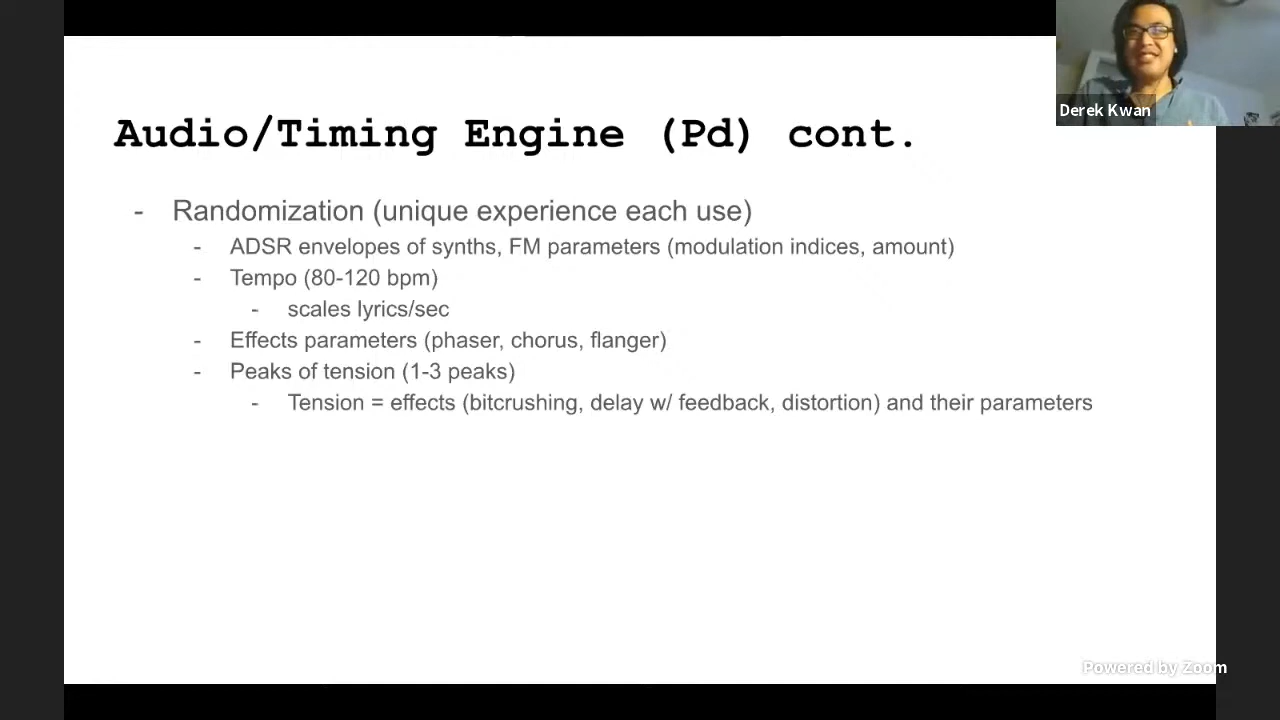 Derek Kwan
Audio/Timing Engine (Pd) cont.
- Randomization (unique experience each use)
- ADSR envelopes of synths, FM parameters (modulation indices, amount)
- Tempo (80-120 bpm)
- scales lyrics/sec
- Effects parameters (phaser, chorus, flanger)
- Peaks of tension (1-3 peaks)
- Tension = effects (bitcrushing, delay w/ feedback, distortion) and their parameters
Powered by Zoom